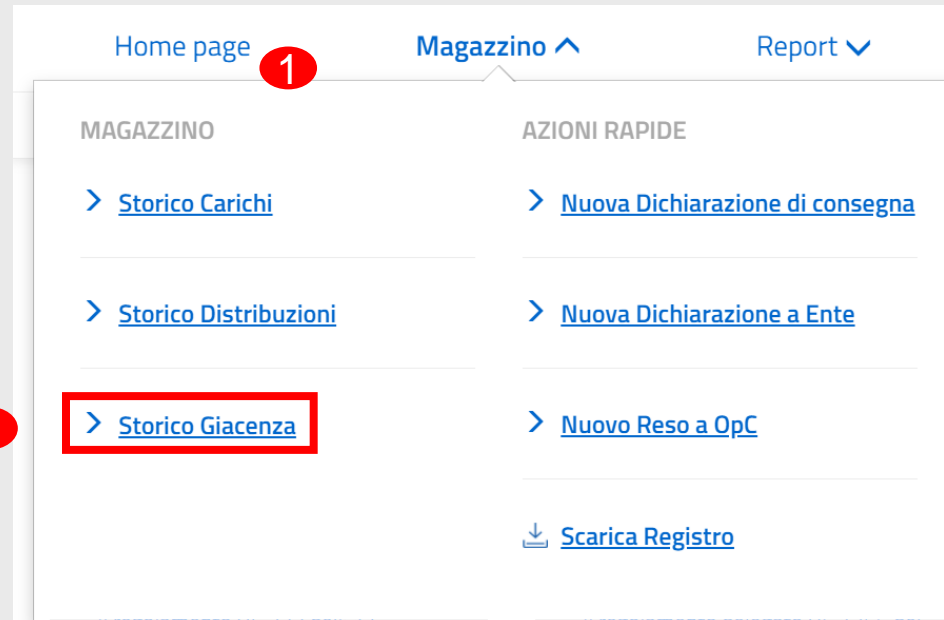 Home page
Magazzino
Report
1
MAGAZZINO
AZIONI RAPIDE
Storico Carichi
Nuova Dichiarazione di consegna
Storico Distribuzioni
Nuova Dichiarazione a Ente
Storico Giacenza
Nuovo Reso a OpC
Scarica Registro